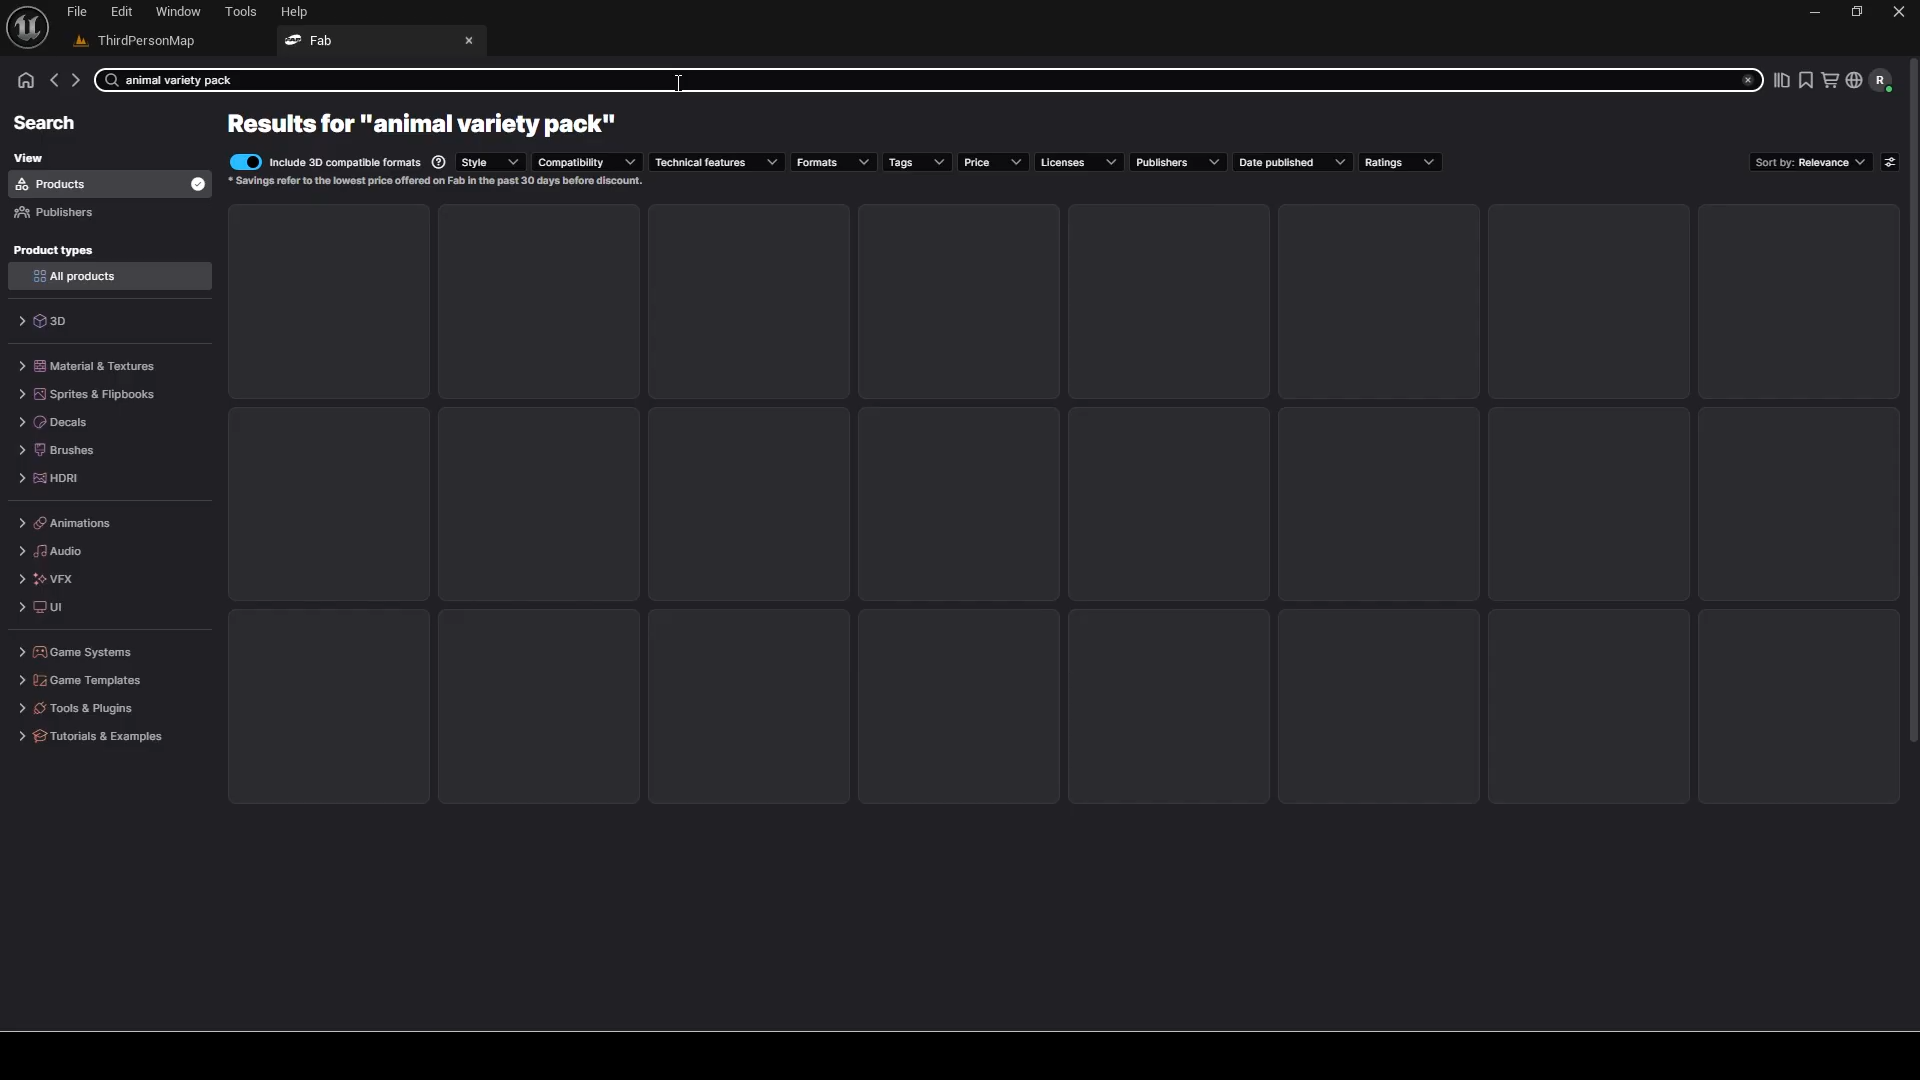 File Edit Window Tools Help
ThirdPersonMap
Fab
animal variety pack
R
Search
Results for "animal variety pack"
View
Include 3D compatible formats
Style
Compatibility
Technical features
Formats
Tags
Price
Licenses
Publishers
Date published
Ratings
Sort by: Relevance
* Savings refer to the lowest price offered on Fab in the past 30 days before discount.
Products
Publishers
Product types
All products
3D
Material & Textures
Sprites & Flipbooks
Decals
Brushes
HDRI
Animations
Audio
VFX
UI
Game Systems
Game Templates
Tools & Plugins
Tutorials & Examples